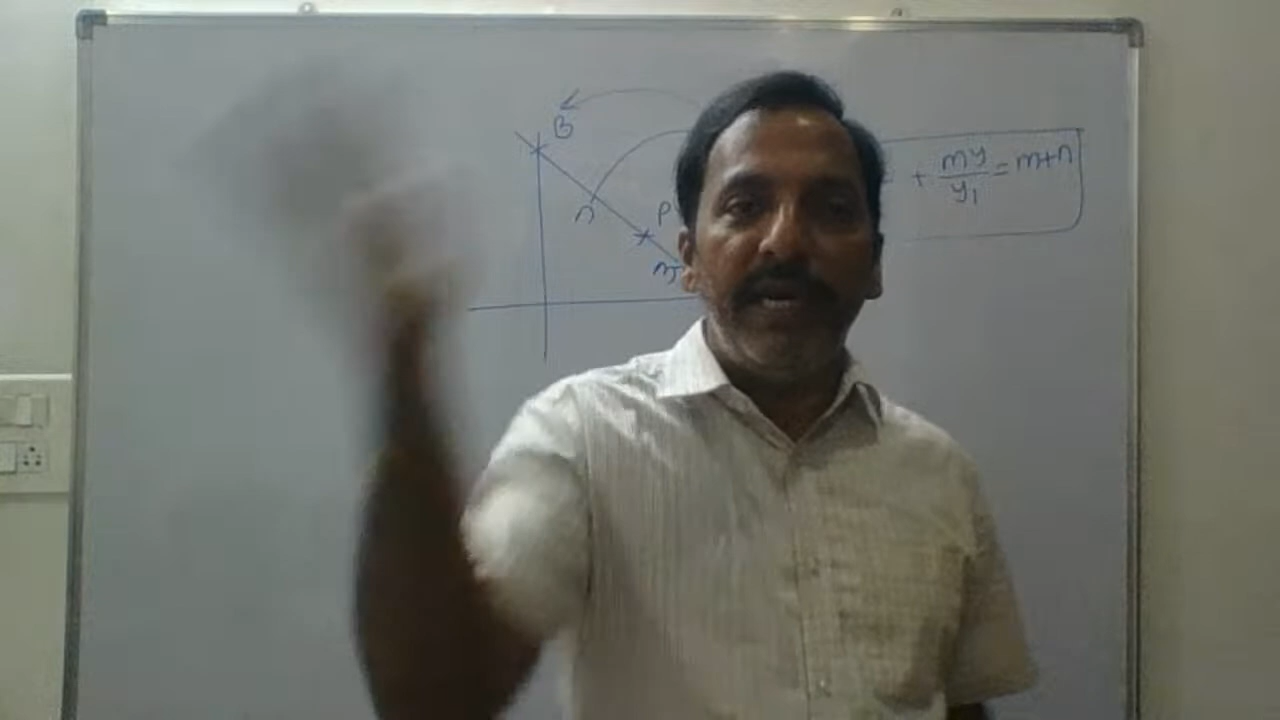 B
n
P
m
+ my/y₁ = m+n